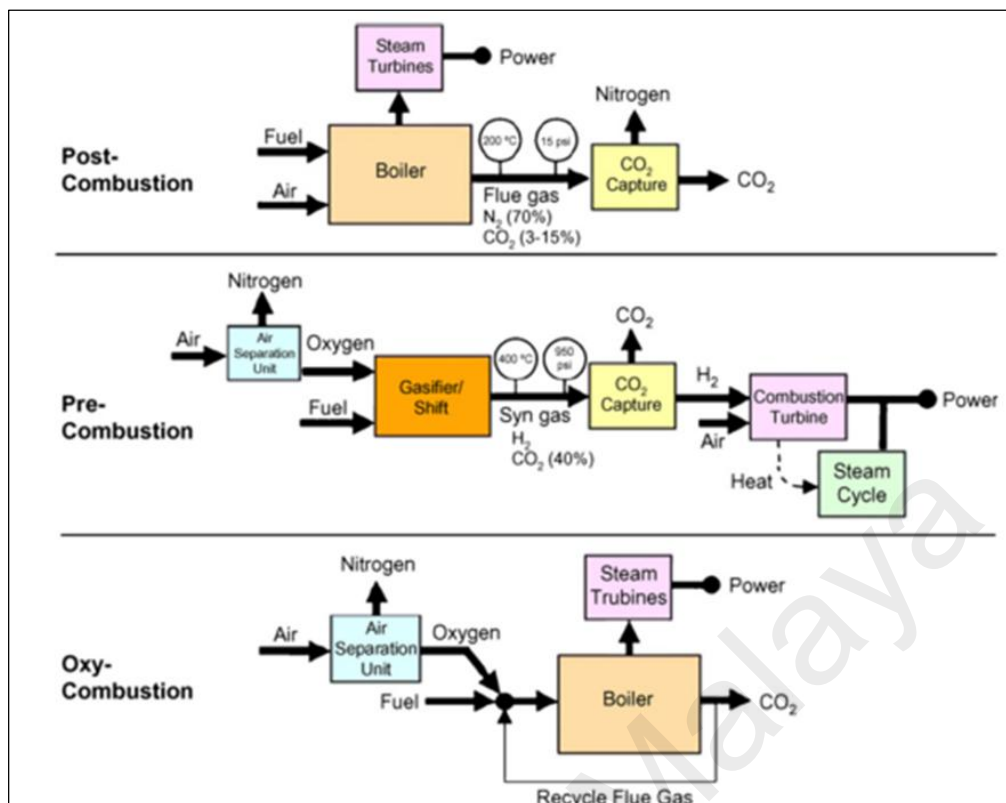 Steam
Turbines
Power
Nitrogen
Post-
Combustion
Fuel
Air
Boiler
200 ºC
15 psi
Flue gas
N₂ (70%)
CO₂ (3-15%)
CO₂
Capture
CO₂
Nitrogen
Air
Air
Separation
Unit
Oxygen
Pre-
Combustion
Fuel
Gasifier/
Shift
400 ºC
950
psi
Syn gas
H₂
CO₂ (40%)
CO₂
CO₂
Capture
H₂
Air
Combustion
Turbine
Power
Heat
Steam
Cycle
Nitrogen
Oxy-
Combustion
Air
Air
Separation
Unit
Oxygen
Fuel
Steam
Trubines
Power
Boiler
CO₂
Recycle Flue Gas
Malaya